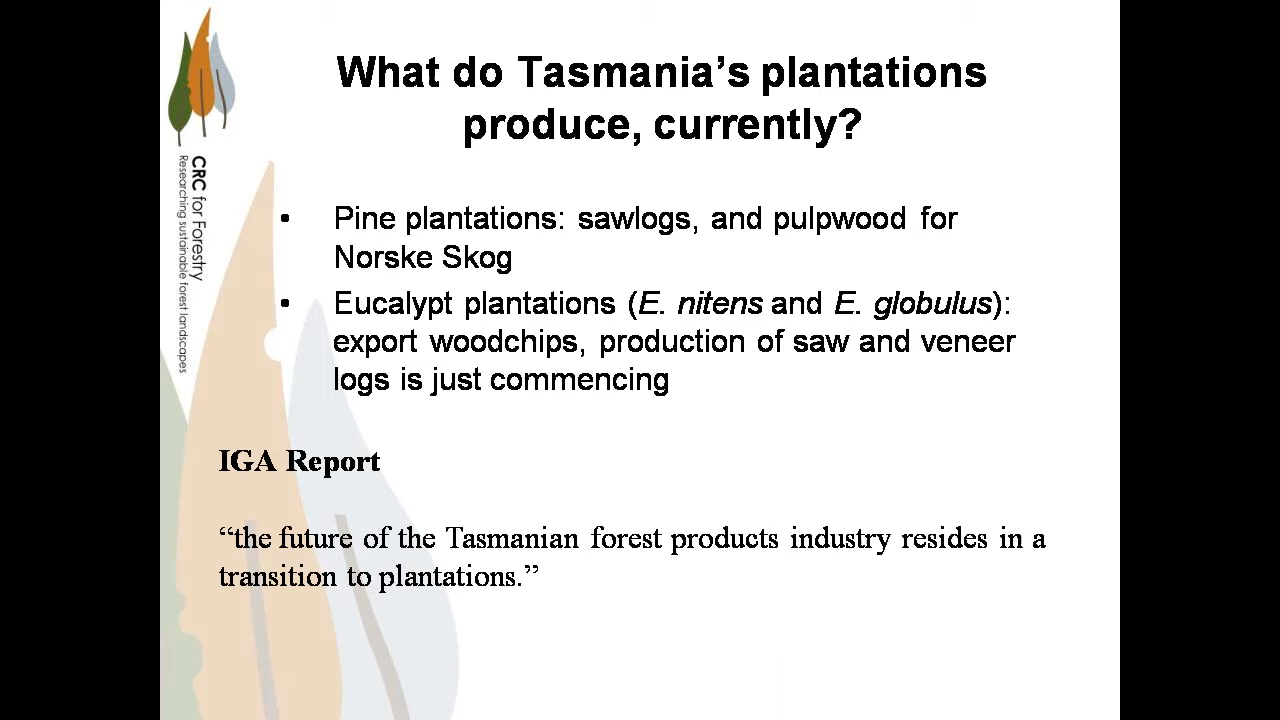 What do Tasmania’s plantations
produce, currently?
CRC for Forestry
Researching sustainable forest landscapes
• Pine plantations: sawlogs, and pulpwood for
Norske Skog
• Eucalypt plantations (E. nitens and E. globulus):
export woodchips, production of saw and veneer
logs is just commencing
IGA Report
“the future of the Tasmanian forest products industry resides in a
transition to plantations.”